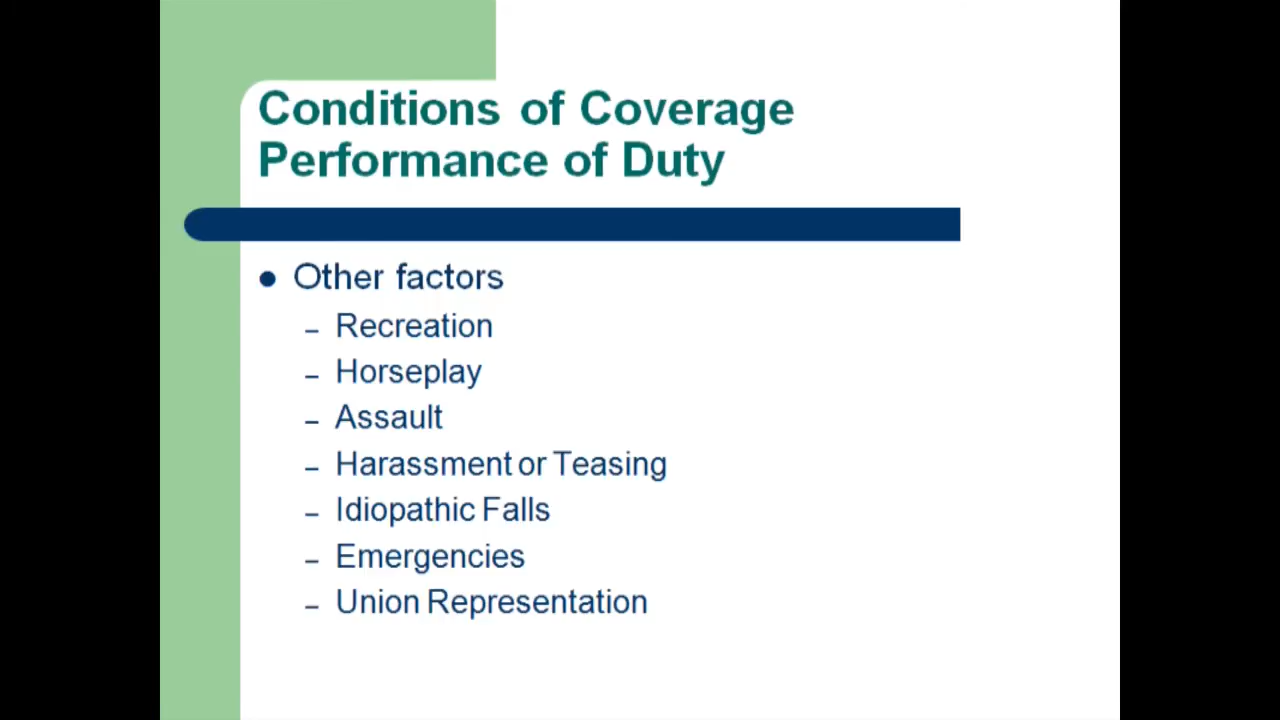 Conditions of Coverage
Performance of Duty
● Other factors
– Recreation
– Horseplay
– Assault
– Harassment or Teasing
– Idiopathic Falls
– Emergencies
– Union Representation